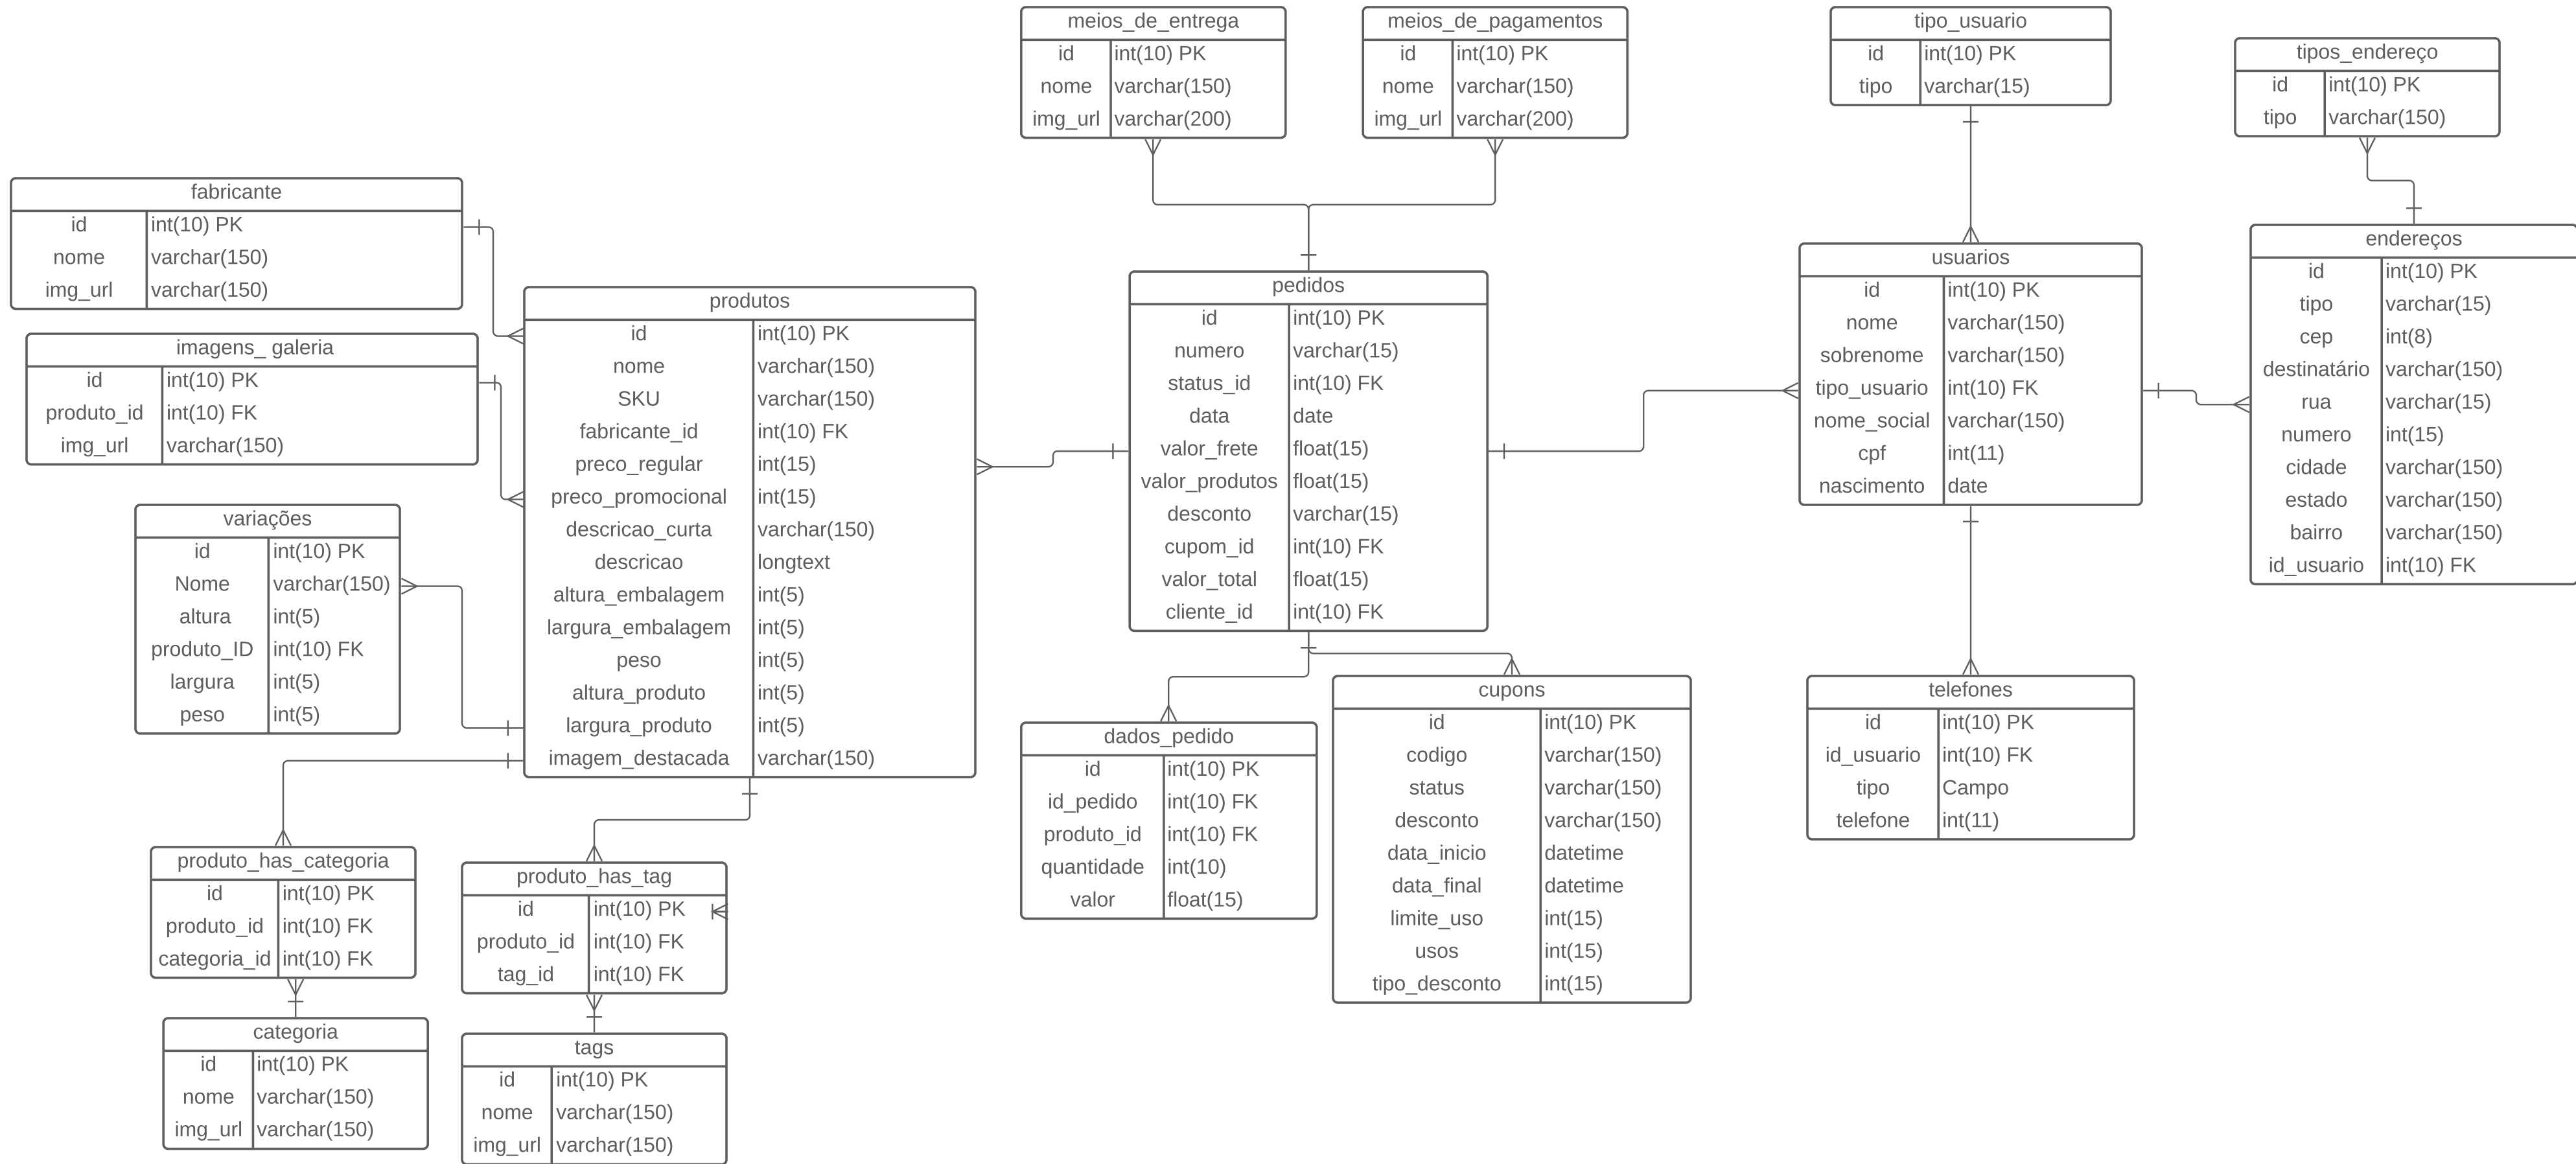 meios_de_entrega
id int(10) PK
nome varchar(150)
img_url varchar(200)
meios_de_pagamentos
id int(10) PK
nome varchar(150)
img_url varchar(200)
tipo_usuario
id int(10) PK
tipo varchar(15)
tipos_endereço
id int(10) PK
tipo varchar(150)
fabricante
id int(10) PK
nome varchar(150)
img_url varchar(150)
imagens_ galeria
id int(10) PK
produto_id int(10) FK
img_url varchar(150)
variações
id int(10) PK
Nome varchar(150)
altura int(5)
produto_ID int(10) FK
largura int(5)
peso int(5)
produtos
id int(10) PK
nome varchar(150)
SKU varchar(150)
fabricante_id int(10) FK
preco_regular int(15)
preco_promocional int(15)
descricao_curta varchar(150)
descricao longtext
altura_embalagem int(5)
largura_embalagem int(5)
peso int(5)
altura_produto int(5)
largura_produto int(5)
imagem_destacada varchar(150)
pedidos
id int(10) PK
numero varchar(15)
status_id int(10) FK
data date
valor_frete float(15)
valor_produtos float(15)
desconto varchar(15)
cupom_id int(10) FK
valor_total float(15)
cliente_id int(10) FK
usuarios
id int(10) PK
nome varchar(150)
sobrenome varchar(150)
tipo_usuario int(10) FK
nome_social varchar(150)
cpf int(11)
nascimento date
endereços
id int(10) PK
tipo varchar(15)
cep int(8)
destinatário varchar(150)
rua varchar(15)
numero int(15)
cidade varchar(150)
estado varchar(150)
bairro varchar(150)
id_usuario int(10) FK
produto_has_categoria
id int(10) PK
produto_id int(10) FK
categoria_id int(10) FK
categoria
id int(10) PK
nome varchar(150)
img_url varchar(150)
produto_has_tag
id int(10) PK
produto_id int(10) FK
tag_id int(10) FK
tags
id int(10) PK
nome varchar(150)
img_url varchar(150)
dados_pedido
id int(10) PK
id_pedido int(10) FK
produto_id int(10) FK
quantidade int(10)
valor float(15)
cupons
id int(10) PK
codigo varchar(150)
status varchar(150)
desconto varchar(150)
data_inicio datetime
data_final datetime
limite_uso int(15)
usos int(15)
tipo_desconto int(15)
telefones
id int(10) PK
id_usuario int(10) FK
tipo Campo
telefone int(11)